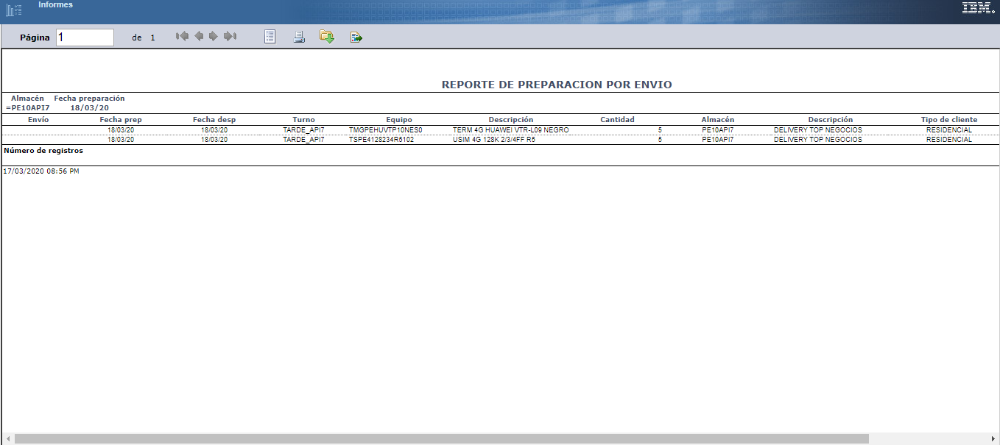 Informes
IBM.
Página 1 de 1
REPORTE DE PREPARACION POR ENVIO
Almacén Fecha preparación
=PE10API7 18/03/20
Envío Fecha prep Fecha desp Turno Equipo Descripción Cantidad Almacén Descripción Tipo de cliente
18/03/20 18/03/20 TARDE_API7 TMGPEHUVTP10NES0 TERM 4G HUAWEI VTR-L09 NEGRO 5 PE10API7 DELIVERY TOP NEGOCIOS RESIDENCIAL
18/03/20 18/03/20 TARDE_API7 TSPE4128234R5102 USIM 4G 128K 2/3/4FF R5 5 PE10API7 DELIVERY TOP NEGOCIOS RESIDENCIAL
Número de registros
17/03/2020 08:56 PM